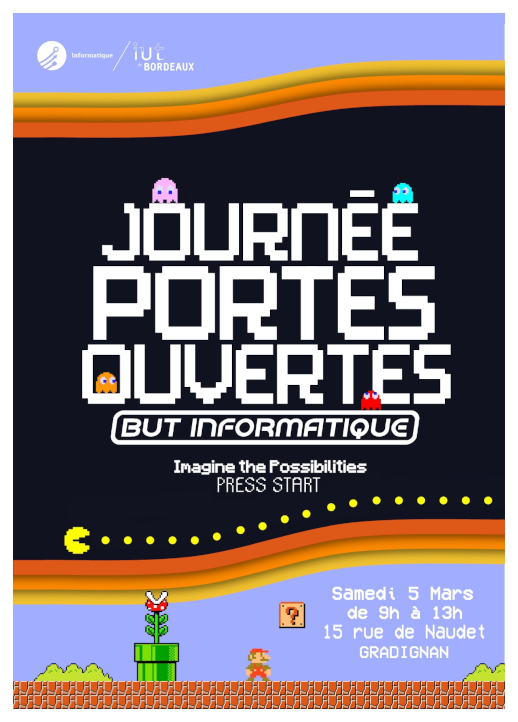 Informatique
iut
de BORDEAUX
JOURNÉE
PORTES
OUVERTES
BUT INFORMATIQUE
Imagine the Possibilities
PRESS START
?
Samedi 5 Mars
de 9h à 13h
15 rue de Naudet
GRADIGNAN